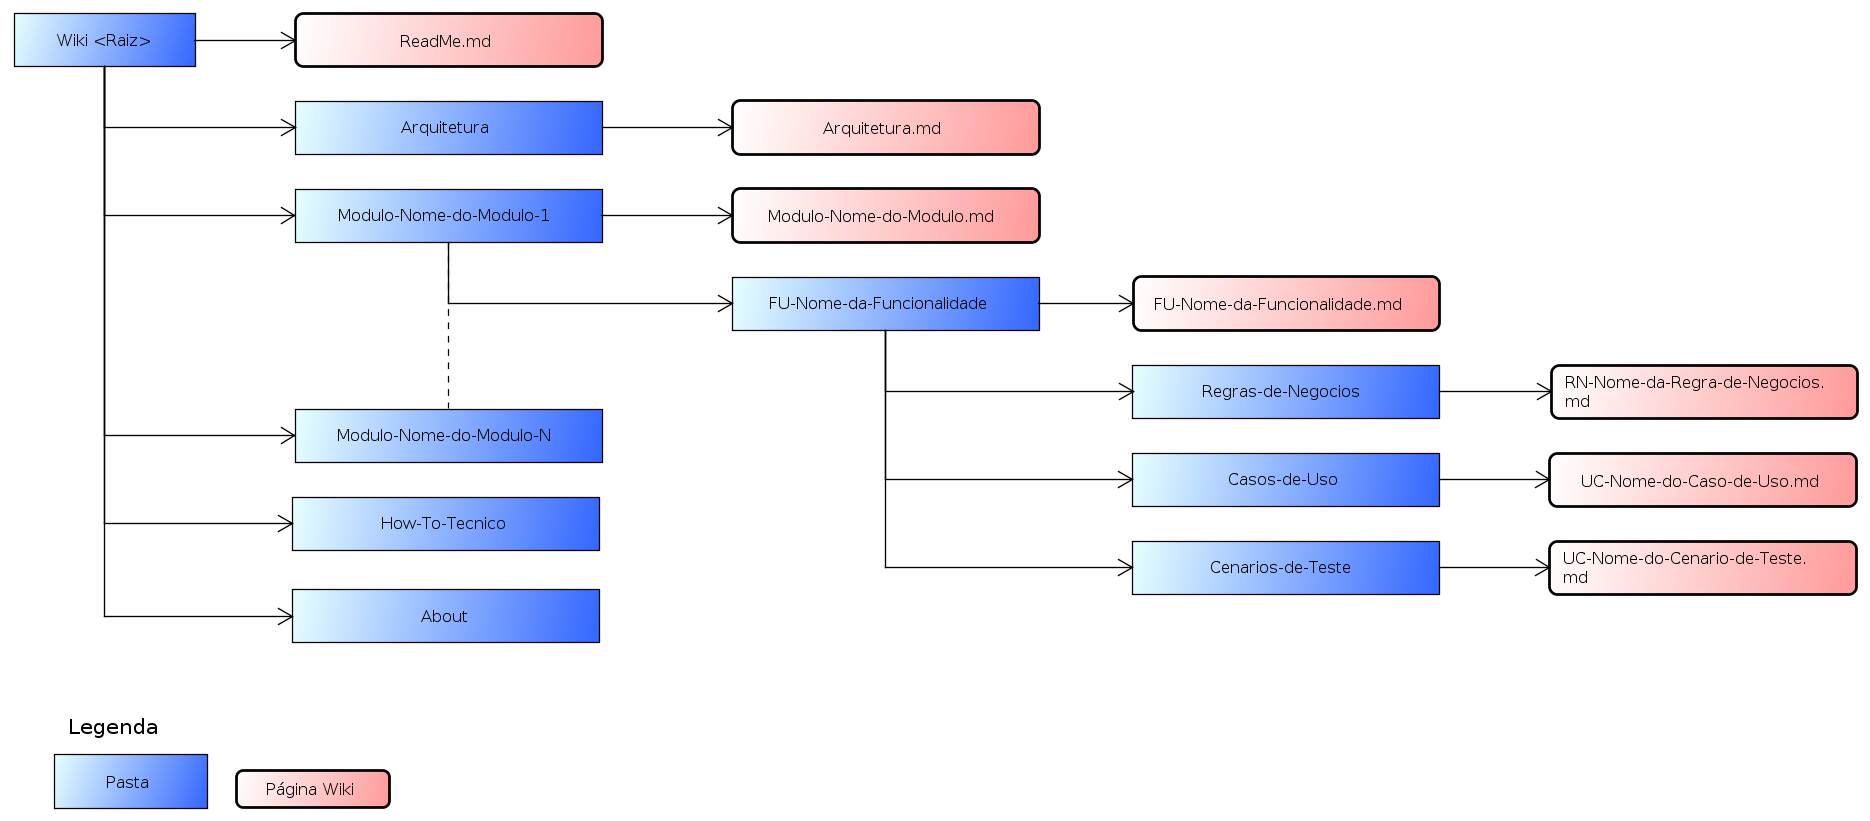 Wiki <Raiz>
ReadMe.md
Arquitetura
Arquitetura.md
Modulo-Nome-do-Modulo-1
Modulo-Nome-do-Modulo.md
FU-Nome-da-Funcionalidade
FU-Nome-da-Funcionalidade.md
Regras-de-Negocios
RN-Nome-da-Regra-de-Negocios.
md
Modulo-Nome-do-Modulo-N
Casos-de-Uso
UC-Nome-do-Caso-de-Uso.md
How-To-Tecnico
Cenarios-de-Teste
UC-Nome-do-Cenario-de-Teste.
md
About
Legenda
Pasta
Página Wiki